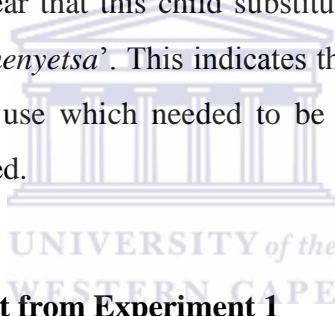 ear that this child substitu
enyetsa’. This indicates th
use which needed to be
ed.
UNIVERSITY of the
WESTERN CAPE
t from Experiment 1